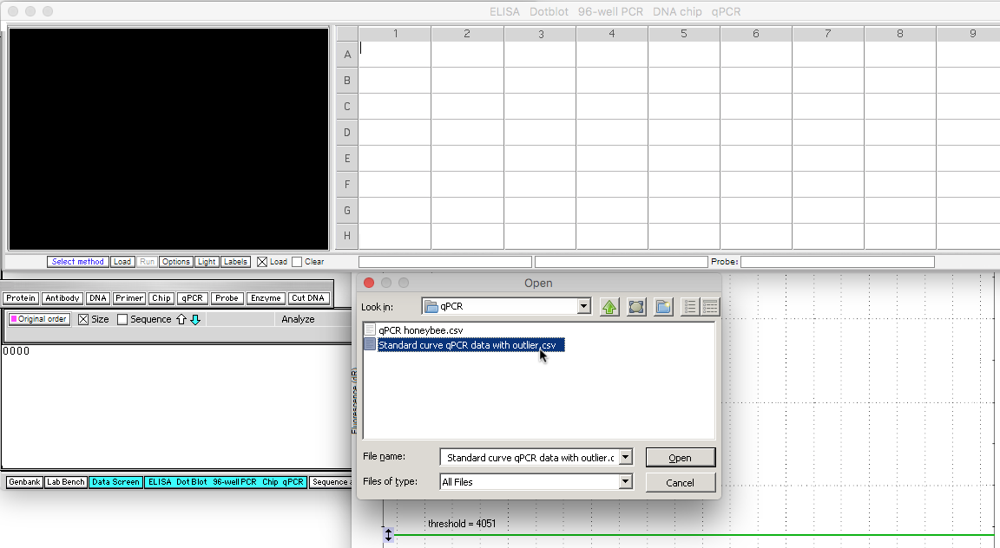 ELISA Dotblot 96-well PCR DNA chip qPCR
1 2 3 4 5 6 7 8 9
A
B
C
D
E
F
G
H
Select method Load Run Options Light Labels Load Clear Probe:
Protein Antibody DNA Primer Chip qPCR Probe Enzyme Cut DNA
Original order Size Sequence Analyze
0000
Genbank Lab Bench Data Screen ELISA Dot Blot 96-well PCR Chip qPCR Sequence a
Open
Look in: qPCR
qPCR honeybee.csv
Standard curve qPCR data with outlier.csv
File name: Standard curve qPCR data with outlier.c Open
Files of type: All Files Cancel
Fluorescence (dR)
threshold = 4051